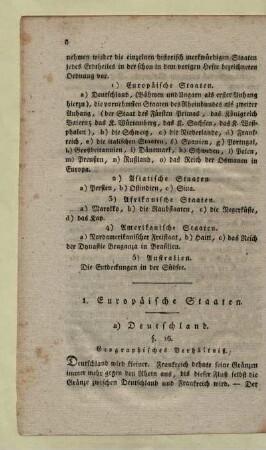 6
nehmen wieder die einzelnen historisch merkwürdigen Staaten
jedes Erdtheiles in der schon in dem vorigen Hefte bezeichneten
Ordnung vor.
1) Europäische Staaten.
a) Deutschland, (Böhmen und Ungarn als erster Anhang
hierzu), die vornehmsten Staaten des Rheinbundes als zweiter
Anhang, (der Staat des Fürsten Primas, das Königreich
Baiern, das K. Würtemberg, das K. Sachsen, das K. West-
phalen), b) die Schweiz, c) die Niederlande, d) Frank-
reich, e) die italischen Staaten, f) Spanien, g) Portugal,
h) Großbritannien, i) Dänemark, k) Schweden, l) Polen,
m) Preußen, n) Rußland, o) das Reich der Osmanen in
Europa.
2) Asiatische Staaten
a) Persien, b) Ostindien, c) Sina.
3) Afrikanische Staaten.
a) Marokko, b) die Raubstaaten, c) die Negerküste,
d) das Kap.
4) Amerikanische Staaten.
a) Nordamerikanischer Freistaat, b) Haiti, c) das Reich
der Dynastie Braganza in Brasilien.
5) Australien.
Die Entdeckungen in der Südsee.
1. Europäische Staaten.
a) Deutschland.
§. 16.
Geographisches Verhältniß.
Deutschland wird kleiner. Frankreich dehnte seine Gränzen
immer mehr gegen den Rhein aus, bis dieser Fluß selbst die
Gränze zwischen Deutschland und Frankreich wird. — Der